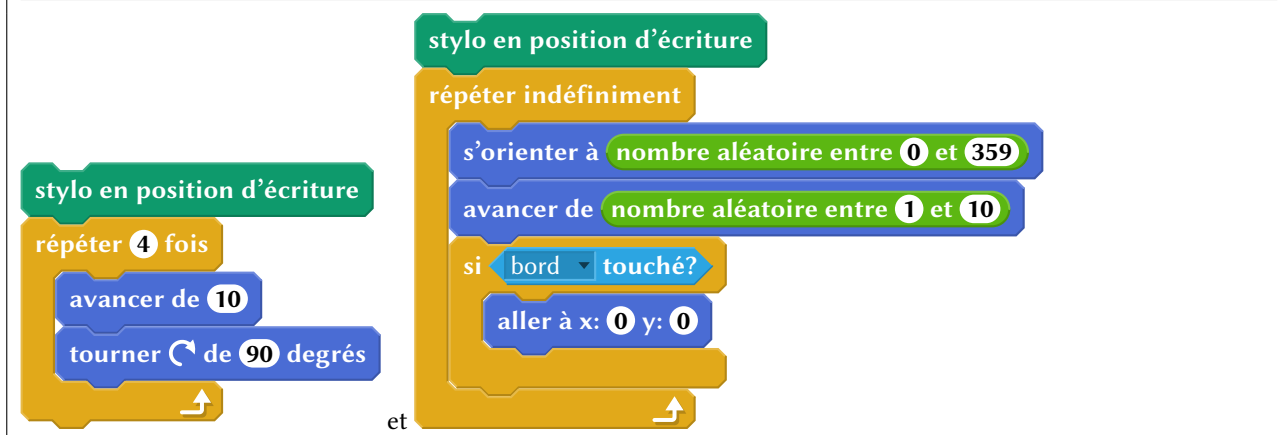 stylo en position d'écriture
répéter 4 fois
avancer de 10
tourner de 90 degrés
et
stylo en position d'écriture
répéter indéfiniment
s'orienter à nombre aléatoire entre 0 et 359
avancer de nombre aléatoire entre 1 et 10
si bord touché?
aller à x: 0 y: 0